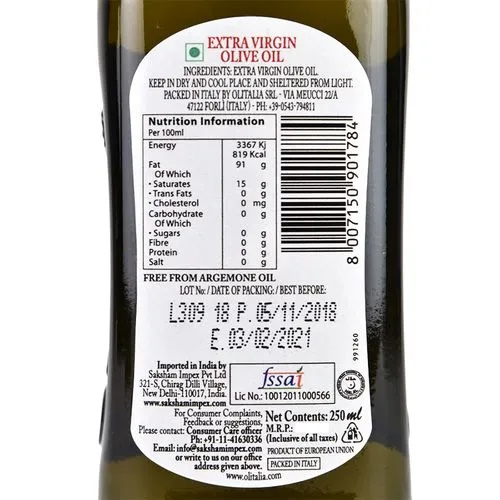 EXTRA VIRGIN
OLIVE OIL
INGREDIENTS: EXTRA VIRGIN OLIVE OIL.
KEEP IN DRY AND COOL PLACE AND SHELTERED FROM LIGHT.
PACKED IN ITALY BY OLITALIA SRL - VIA MEUCCI 22/A
47122 FORLÌ (ITALY) - PH: +39-0543-794811
Nutrition Information
Per 100ml
Energy 3367 Kj
819 Kcal
Fat 91 g
Of Which
- Saturates 15 g
- Trans Fats 0 g
- Cholesterol 0 mg
Carbohydrate 0 g
Of Which
- Sugars 0 g
Fibre 0 g
Protein 0 g
Salt 0 g
8 007150 901784
FREE FROM ARGEMONE OIL
LOT No/ / DATE OF PACKING: / BEST BEFORE:
L309 18 P. 05/11/2018
E. 03/02/2021
991260
Imported in India by
Saksham Impex Pvt Ltd
321-S, Chirag Dilli Village,
New Delhi-110017, India.
www.sakshamimpex.com
fssai
Lic No.: 10012011000566
For Consumer Complaints,
Feedback or suggestions,
Please contact: Consumer Care officer
Ph: +91-11-41630336
Email: info@sakshamimpex.com
or write to us on our office
address given above.
www.olitalia.com
Net Contents: 250 ml
M.R.P.:
(Inclusive of all taxes)
PRODUCT OF EUROPEAN UNION
PACKED IN ITALY